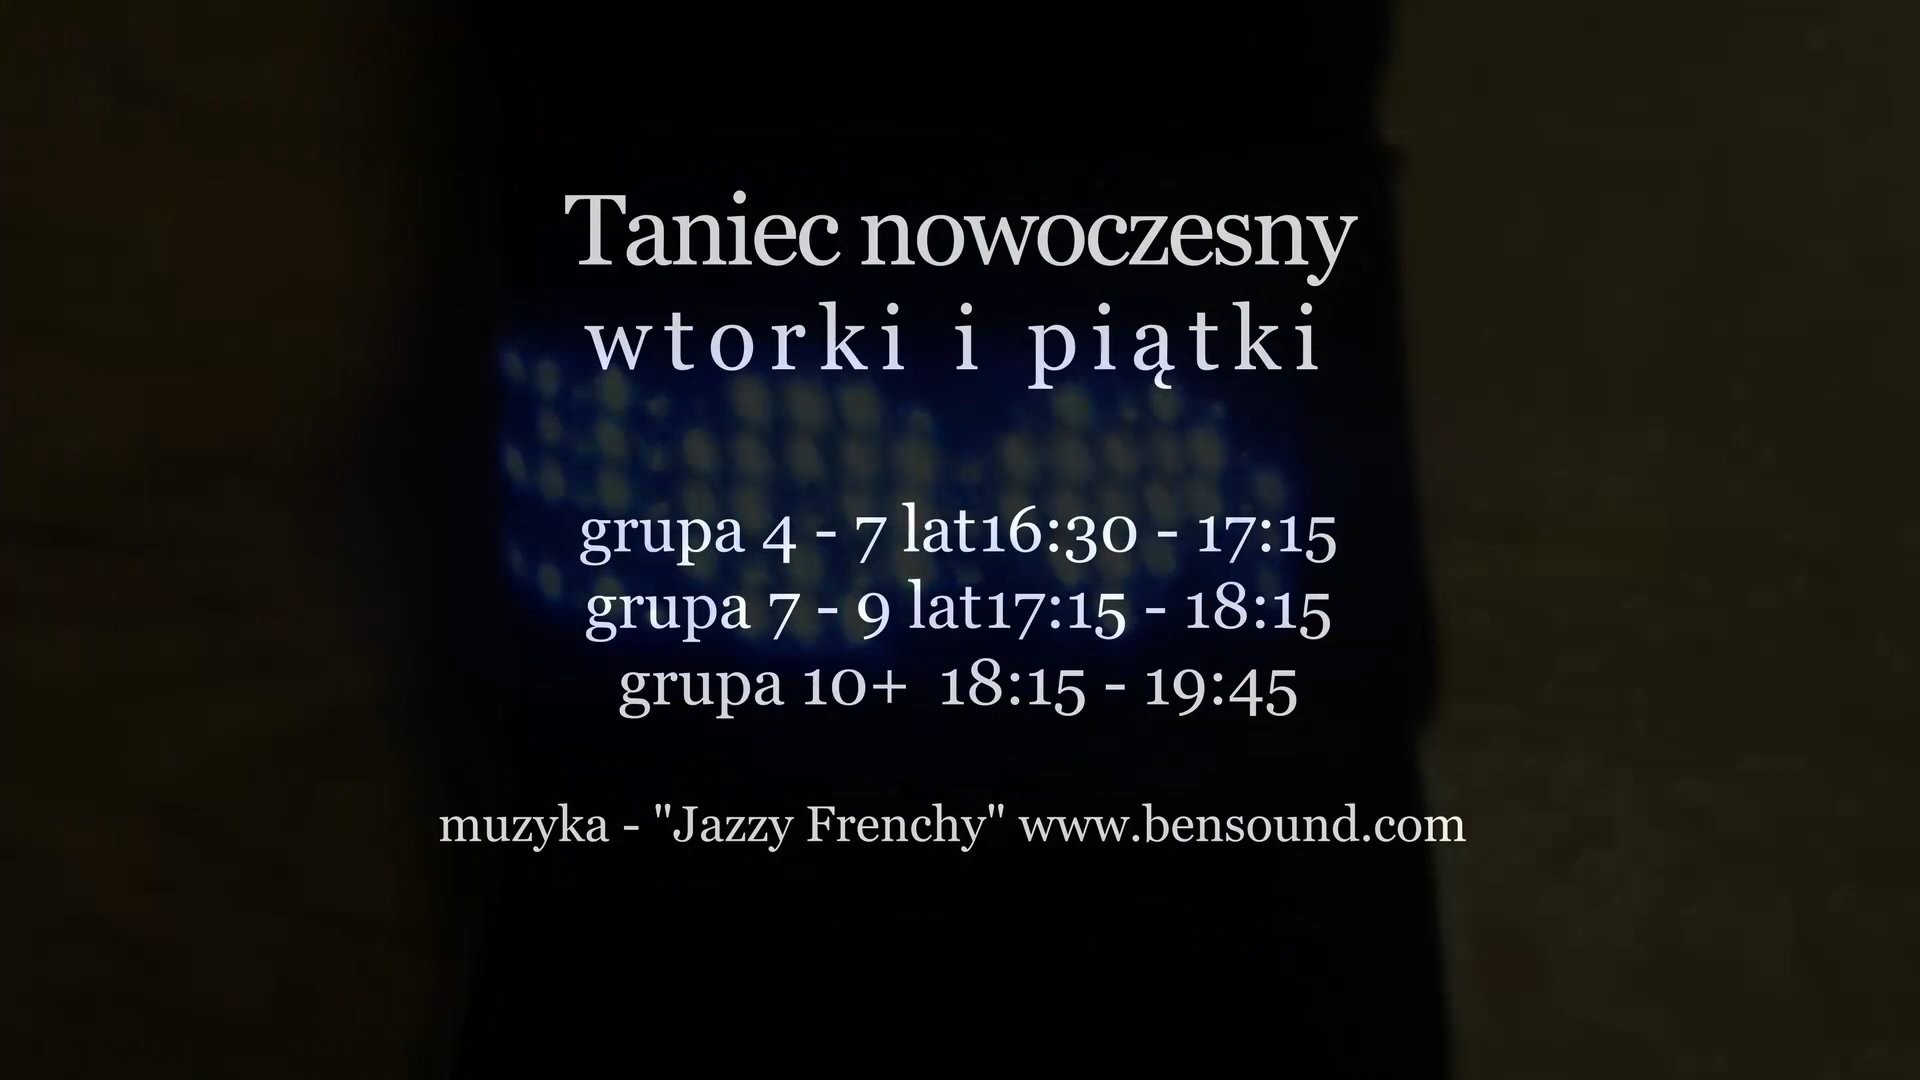 Taniec nowoczesny
wtorki i piątki
grupa 4 - 7 lat16:30 - 17:15
grupa 7 - 9 lat17:15 - 18:15
grupa 10+ 18:15 - 19:45
muzyka - "Jazzy Frenchy" www.bensound.com